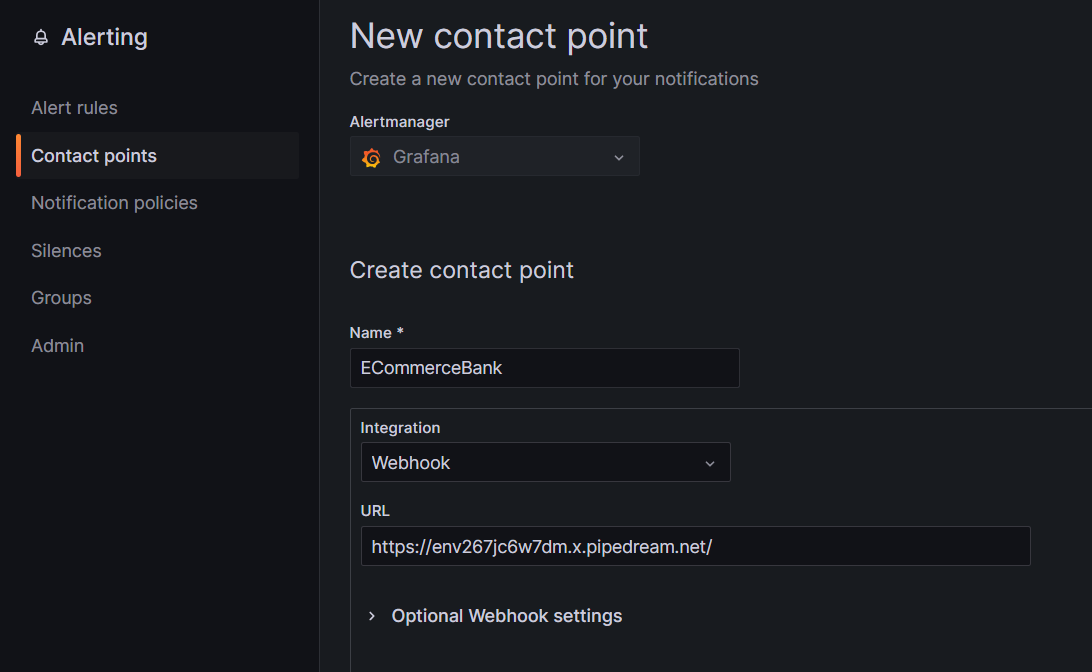 Alerting
Alert rules
Contact points
Notification policies
Silences
Groups
Admin
New contact point
Create a new contact point for your notifications
Alertmanager
Grafana
Create contact point
Name *
ECommerceBank
Integration
Webhook
URL
https://env267jc6w7dm.x.pipedream.net/
Optional Webhook settings